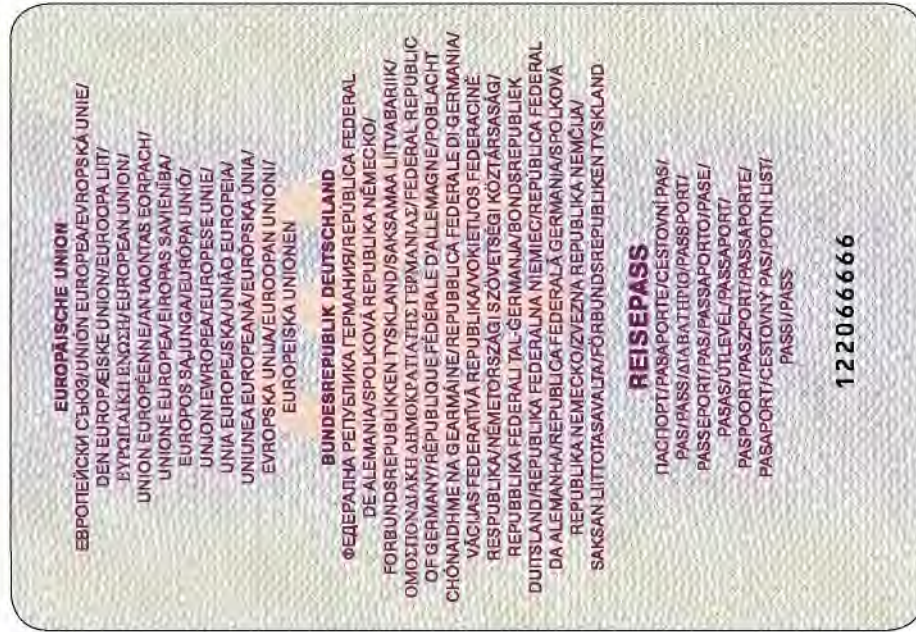 EUROPÄISCHE UNION
ЕВРОПЕЙСКИ СЪЮЗ/UNIÓN EUROPEA/EVROPSKÁ UNIE/
DEN EUROPÆISKE UNION/EUROOPA LIIT/
ΕΥΡΩΠΑΪΚΗ ΕΝΩΣΗ/EUROPEAN UNION/
UNION EUROPÉENNE/AN TAONTAS EORPACH/
UNIONE EUROPEA/EIROPAS SAVIENĪBA/
EUROPOS SĄJUNGA/EURÓPAI UNIÓ/
UNJONI EWROPEA/EUROPESE UNIE/
UNIA EUROPEJSKA/UNIÃO EUROPEIA/
UNIUNEA EUROPEANĂ/EURÓPSKA ÚNIA/
EVROPSKA UNIJA/EUROOPAN UNIONI/
EUROPEISKA UNIONEN
BUNDESREPUBLIK DEUTSCHLAND
ФЕДЕРАЛНА РЕПУБЛИКА ГЕРМАНИЯ/REPÚBLICA FEDERAL
DE ALEMANIA/SPOLKOVÁ REPUBLIKA NĚMECKO/
FORBUNDSREPUBLIKKEN TYSKLAND/SAKSAMAA LIITVABARIIK/
ΟΜΟΣΠΟΝΔΙΑΚΗ ΔΗΜΟΚΡΑΤΙΑ ΤΗΣ ΓΕΡΜΑΝΙΑΣ/FEDERAL REPUBLIC
OF GERMANY/RÉPUBLIQUE FÉDÉRALE D'ALLEMAGNE/POBLACHT
CHÓNAIDHME NA GEARMÁINE/REPUBBLICA FEDERALE DI GERMANIA/
VĀCIJAS FEDERATĪVĀ REPUBLIKA/VOKIETIJOS FEDERACINĖ
RESPUBLIKA/NÉMETORSZÁGI SZÖVETSÉGI KÖZTÁRSASÁG/
REPUBBLIKA FEDERALI TAL-ĠERMANJA/BONDSREPUBLIEK
DUITSLAND/REPUBLIKA FEDERALNA NIEMIEC/REPÚBLICA FEDERAL
DA ALEMANHA/REPUBLICA FEDERALĂ GERMANIA/SPOLKOVÁ
REPUBLIKA NEMECKO/ZVEZNA REPUBLIKA NEMČIJA/
SAKSAN LIITTOTASAVALTA/FÖRBUNDSREPUBLIKEN TYSKLAND
REISEPASS
ПАСПОРТ/PASAPORTE/CESTOVNÍ PAS/
PAS/PASS/ΔΙΑΒΑΤΗΡΙΟ/PASSPORT/
PASSEPORT/PAS/PASSAPORTO/PASE/
PASAS/ÚTLEVÉL/PASSAPORT/
PASPOORT/PASZPORT/PASSAPORTE/
PASAPORT/CESTOVNÝ PAS/POTNI LIST/
PASSI/PASS
122066666